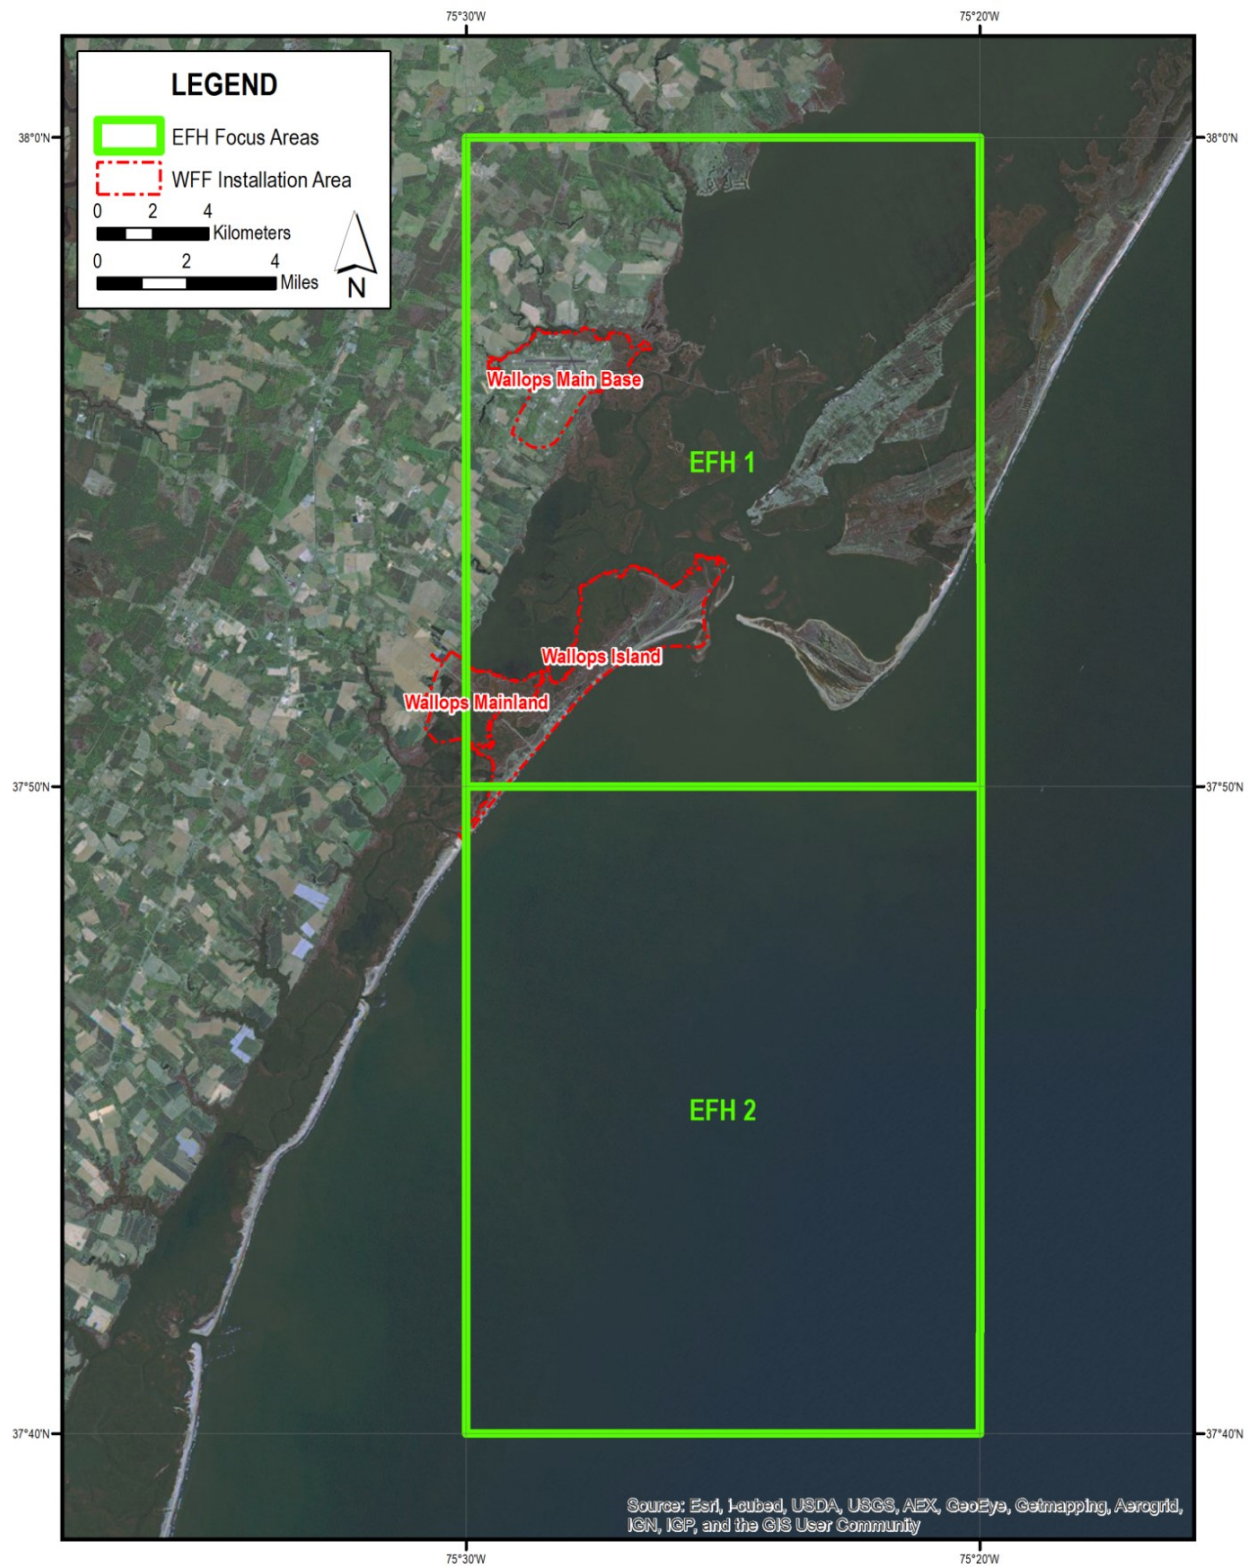 75°30'W
75°20'W
LEGEND
EFH Focus Areas
WFF Installation Area
0 2 4
Kilometers
0 2 4
Miles
N
38°0'N
38°0'N
Wallops Main Base
EFH 1
Wallops Island
Wallops Mainland
37°50'N
37°50'N
EFH 2
37°40'N
37°40'N
Source: Esri, i-cubed, USDA, USGS, AEX, GeoEye, Getmapping, Aerogrid,
IGN, IGP, and the GIS User Community
75°30'W
75°20'W